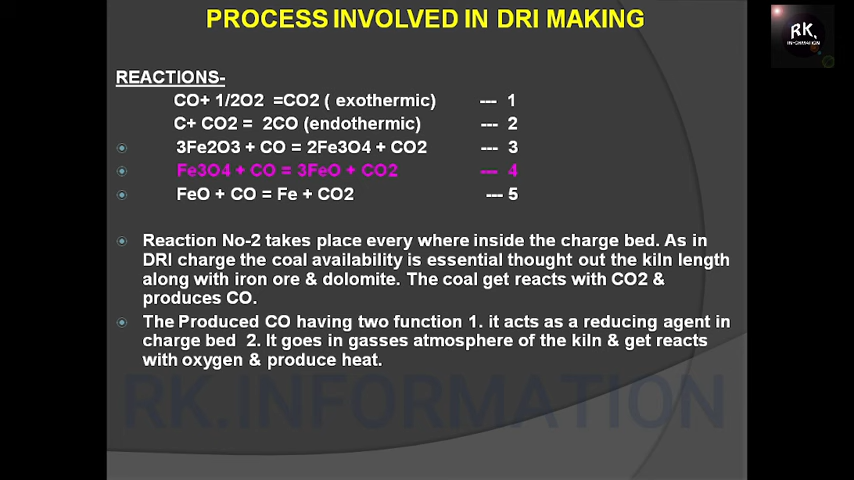 PROCESS INVOLVED IN DRI MAKING
RK.
INFORMATION
REACTIONS-
CO+ 1/2O2 =CO2 ( exothermic) --- 1
C+ CO2 = 2CO (endothermic) --- 2
3Fe2O3 + CO = 2Fe3O4 + CO2 --- 3
Fe3O4 + CO = 3FeO + CO2 --- 4
FeO + CO = Fe + CO2 --- 5
Reaction No-2 takes place every where inside the charge bed. As in
DRI charge the coal availability is essential thought out the kiln length
along with iron ore & dolomite. The coal get reacts with CO2 &
produces CO.
The Produced CO having two function 1. it acts as a reducing agent in
charge bed 2. It goes in gasses atmosphere of the kiln & get reacts
with oxygen & produce heat.
RK.INFORMATION